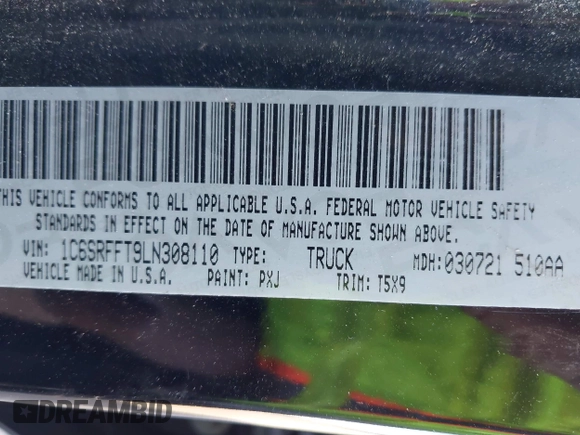 THIS VEHICLE CONFORMS TO ALL APPLICABLE U.S.A. FEDERAL MOTOR VEHICLE SAFETY
STANDARDS IN EFFECT ON THE DATE OF MANUFACTURE SHOWN ABOVE.
VIN: 1C6SRFFT9LN308110 TYPE: TRUCK MDH: 030721 510AA
VEHICLE MADE IN U.S.A. PAINT: PXJ TRIM: T5X9
DREAMBID